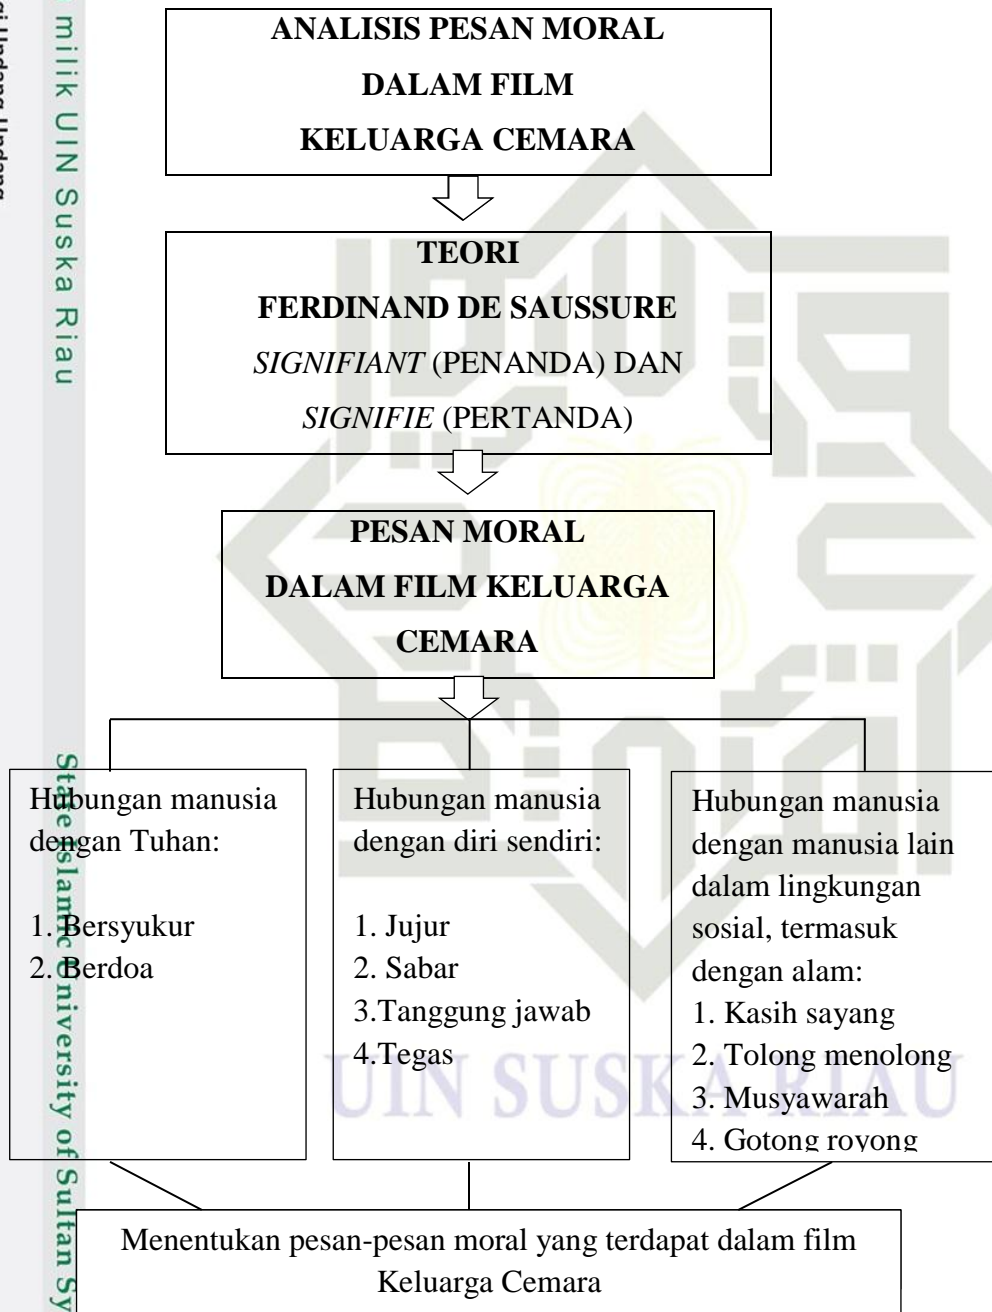 ANALISIS PESAN MORAL
DALAM FILM
KELUARGA CEMARA
TEORI
FERDINAND DE SAUSSURE
SIGNIFIANT (PENANDA) DAN
SIGNIFIE (PERTANDA)
PESAN MORAL
DALAM FILM KELUARGA
CEMARA
Hubungan manusia
dengan Tuhan:
1. Bersyukur
2. Berdoa
Hubungan manusia
dengan diri sendiri:
1. Jujur
2. Sabar
3.Tanggung jawab
4.Tegas
Hubungan manusia
dengan manusia lain
dalam lingkungan
sosial, termasuk
dengan alam:
1. Kasih sayang
2. Tolong menolong
3. Musyawarah
4. Gotong royong
Menentukan pesan-pesan moral yang terdapat dalam film
Keluarga Cemara
milik UIN Suska Riau
State Islamic University of Sultan Sy
UIN SUSKA RIAU